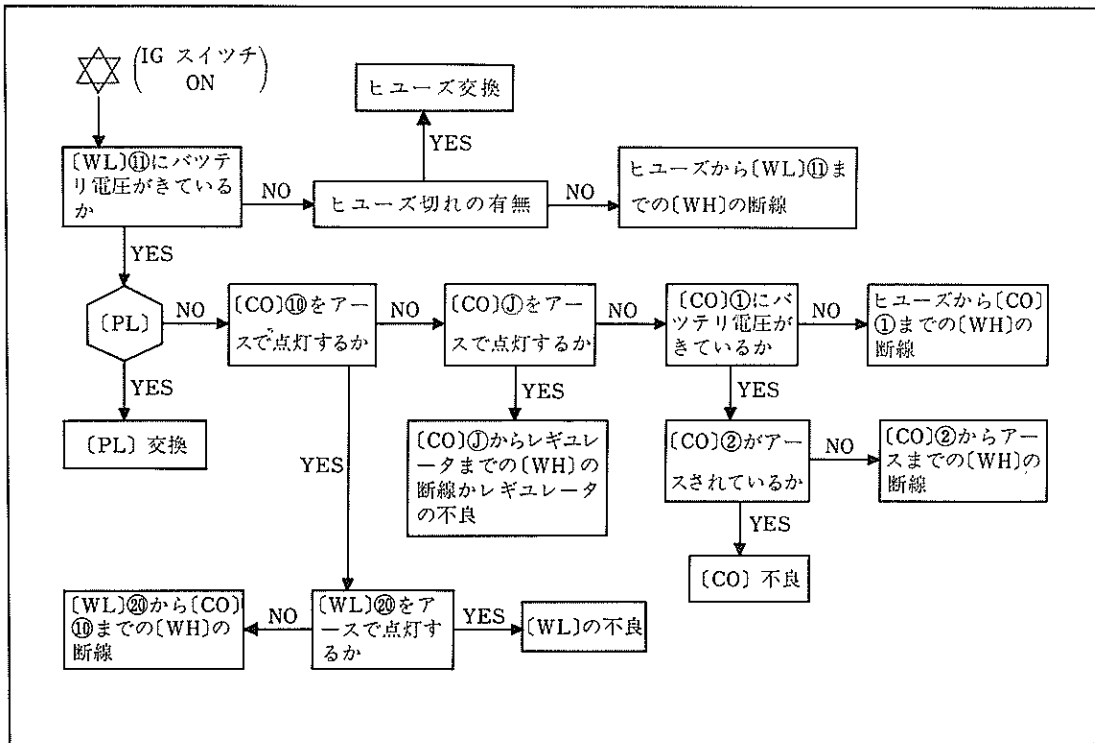 (IG スイツチ
ON)
ヒユーズ交換
YES
〔WL〕⑪にバツテ
リ電圧がきている
か
NO
ヒユーズ切れの有無
NO
ヒユーズから〔WL〕⑪ま
での〔WH〕の断線
YES
〔PL〕
NO
〔CO〕⑩をアー
スで点灯するか
NO
〔CO〕Ⓙをアー
スで点灯するか
NO
〔CO〕①にバ
ツテリ電圧が
きているか
NO
ヒユーズから〔CO〕
①までの〔WH〕の
断線
YES
〔PL〕交換
YES
YES
〔CO〕Ⓙからレギユレ
ータまでの〔WH〕の
断線かレギユレータ
の不良
YES
〔CO〕②がアー
スされているか
NO
〔CO〕②からアー
スまでの〔WH〕の
断線
YES
〔CO〕不良
〔WL〕⑳から〔CO〕
⑩までの〔WH〕の
断線
NO
〔WL〕⑳をア
ースで点灯す
るか
YES
〔WL〕の不良